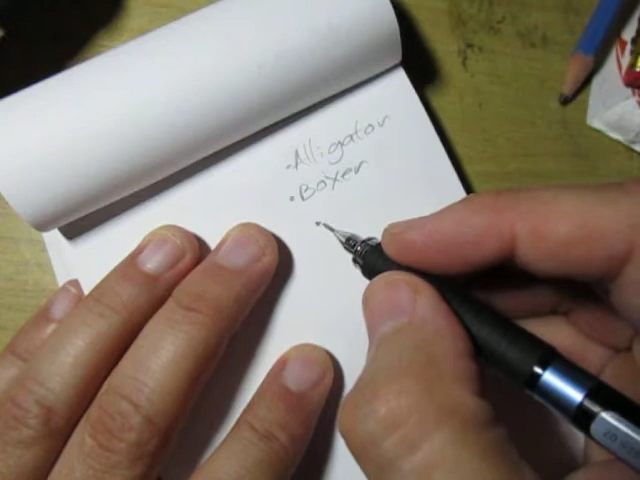 • Alligator
• Boxer
•